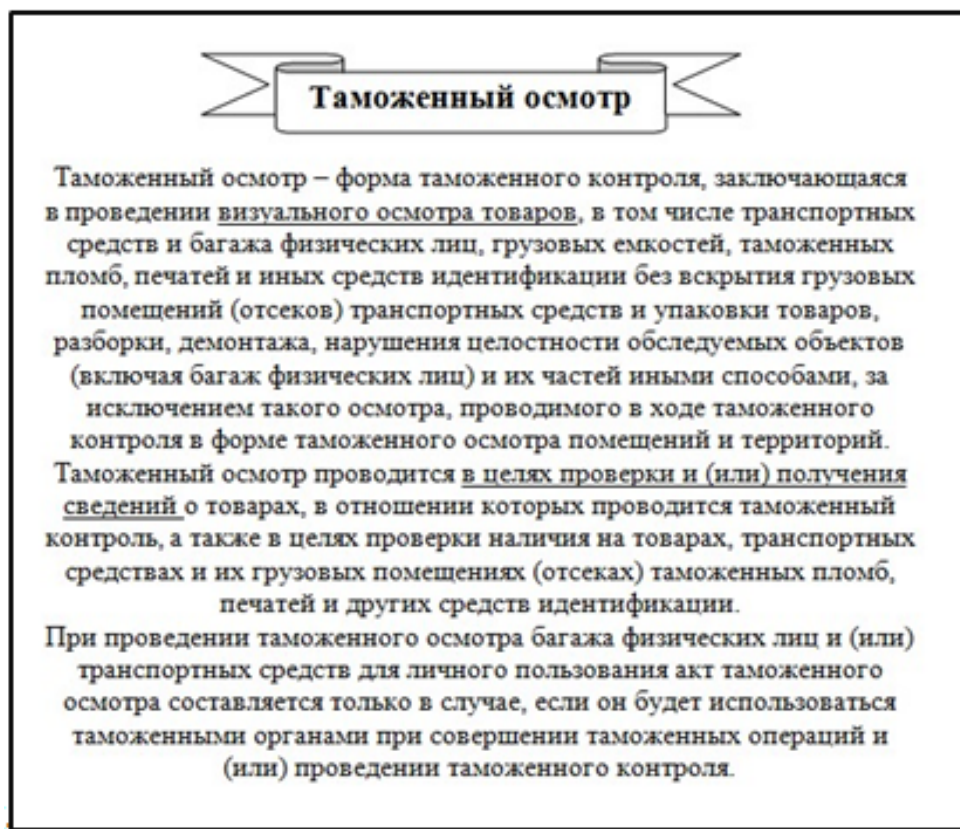 Таможенный осмотр
Таможенный осмотр – форма таможенного контроля, заключающаяся
в проведении визуального осмотра товаров, в том числе транспортных
средств и багажа физических лиц, грузовых емкостей, таможенных
пломб, печатей и иных средств идентификации без вскрытия грузовых
помещений (отсеков) транспортных средств и упаковки товаров,
разборки, демонтажа, нарушения целостности обследуемых объектов
(включая багаж физических лиц) и их частей иными способами, за
исключением такого осмотра, проводимого в ходе таможенного
контроля в форме таможенного осмотра помещений и территорий.
Таможенный осмотр проводится в целях проверки и (или) получения
сведений о товарах, в отношении которых проводится таможенный
контроль, а также в целях проверки наличия на товарах, транспортных
средствах и их грузовых помещениях (отсеках) таможенных пломб,
печатей и других средств идентификации.
При проведении таможенного осмотра багажа физических лиц и (или)
транспортных средств для личного пользования акт таможенного
осмотра составляется только в случае, если он будет использоваться
таможенными органами при совершении таможенных операций и
(или) проведении таможенного контроля.